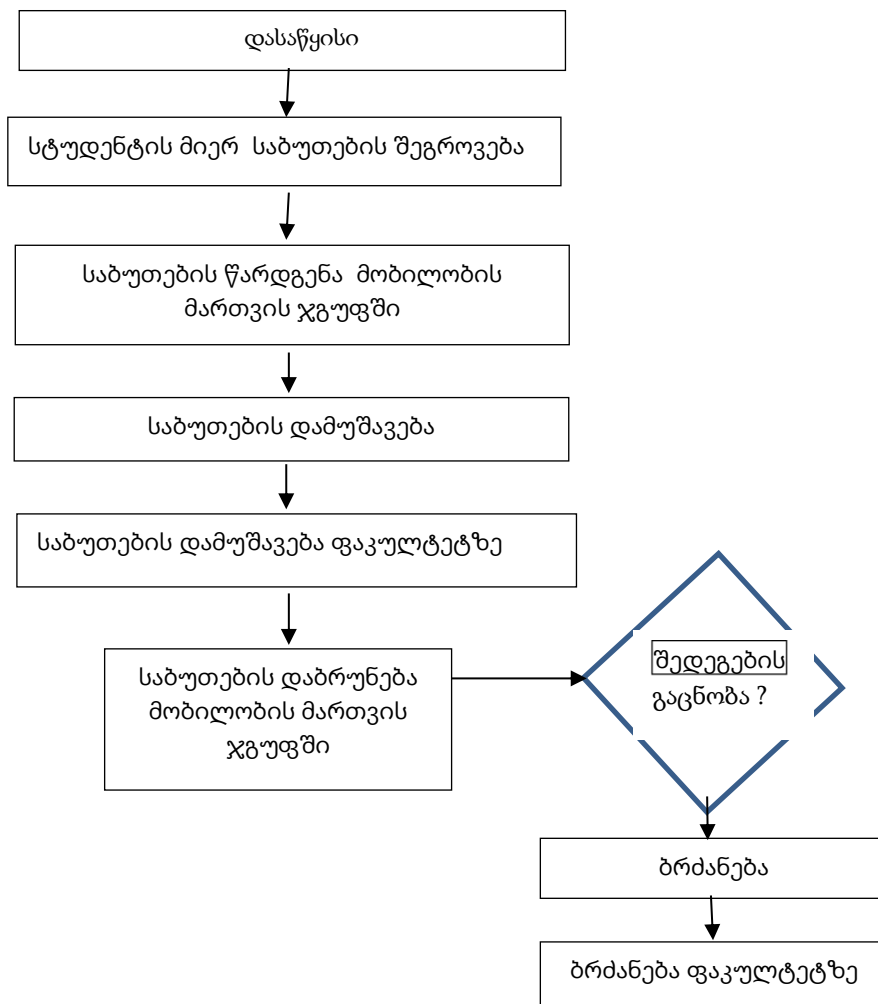 დასაწყისი
სტუდენტის მიერ საბუთების შეგროვება
საბუთების წარდგენა მობილობის
მართვის ჯგუფში
საბუთების დამუშავება
საბუთების დამუშავება ფაკულტეტზე
საბუთების დაბრუნება
მობილობის მართვის
ჯგუფში
შედეგების
გაცნობა ?
ბრძანება
ბრძანება ფაკულტეტზე